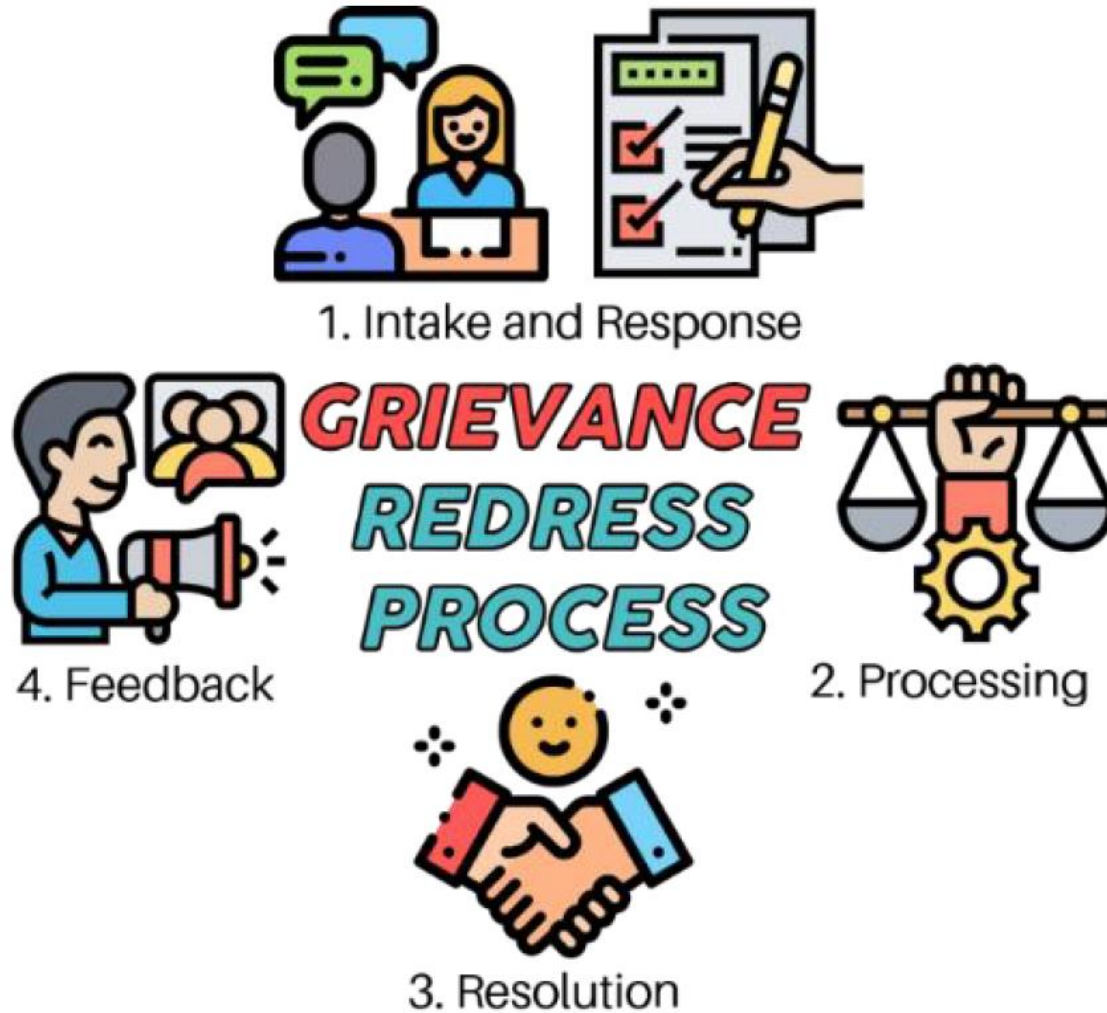 1. Intake and Response
GRIEVANCE
REDRESS
PROCESS
4. Feedback
2. Processing
3. Resolution